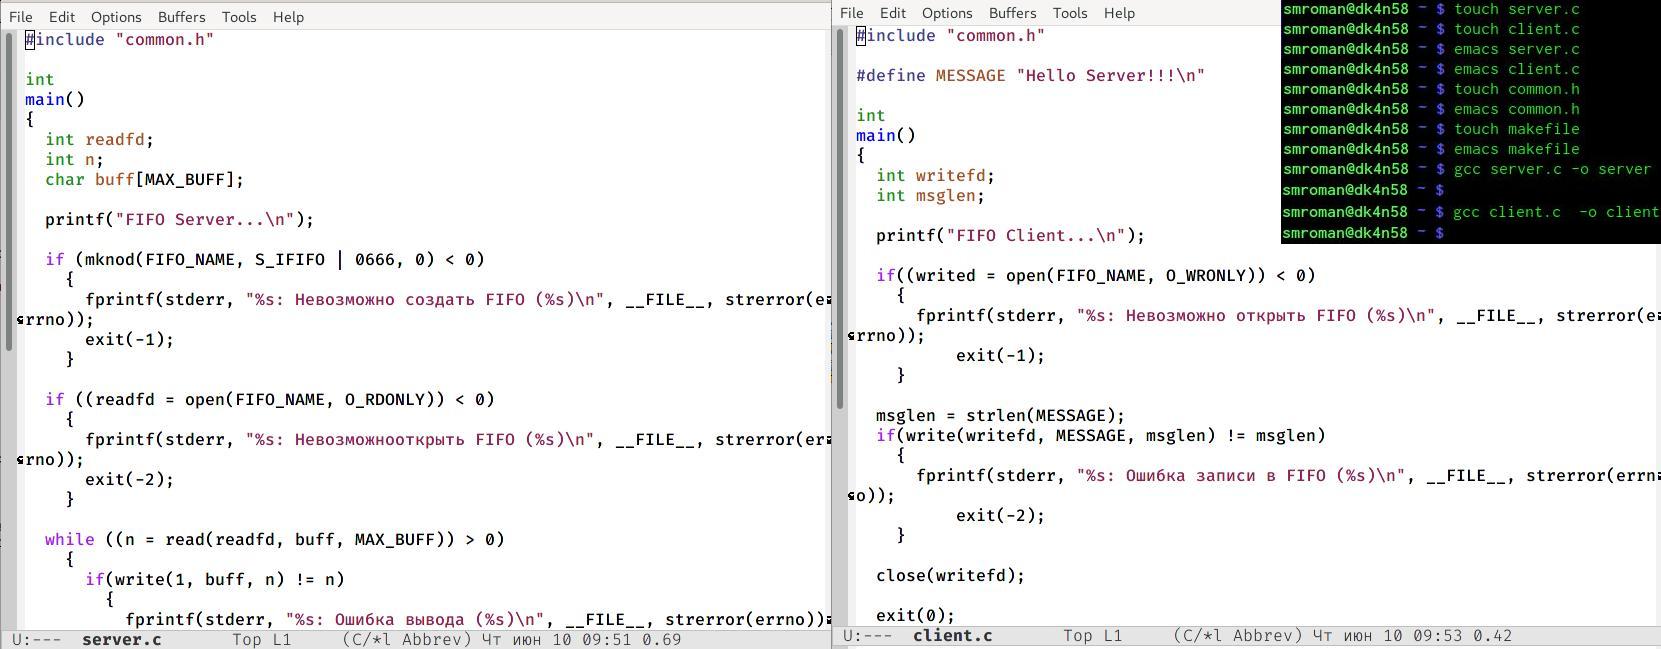 File Edit Options Buffers Tools Help
#include "common.h"
int
main()
{
int readfd;
int n;
char buff[MAX_BUFF];
printf("FIFO Server...\n");
if (mknod(FIFO_NAME, S_IFIFO | 0666, 0) < 0)
{
fprintf(stderr, "%s: Невозможно создать FIFO (%s)\n", __FILE__, strerror(e
rrno));
exit(-1);
}
if ((readfd = open(FIFO_NAME, O_RDONLY)) < 0)
{
fprintf(stderr, "%s: Невозможнооткрыть FIFO (%s)\n", __FILE__, strerror(er
rno));
exit(-2);
}
while ((n = read(readfd, buff, MAX_BUFF)) > 0)
{
if(write(1, buff, n) != n)
{
fprintf(stderr, "%s: Ошибка вывода (%s)\n", __FILE__, strerror(errno))
U:--- server.c Top L1 (C/*l Abbrev) Чт июн 10 09:51 0.69
File Edit Options Buffers Tools Help
#include "common.h"
#define MESSAGE "Hello Server!!!\n"
int
main()
{
int writefd;
int msglen;
printf("FIFO Client...\n");
if((writed = open(FIFO_NAME, O_WRONLY)) < 0)
{
fprintf(stderr, "%s: Невозможно открыть FIFO (%s)\n", __FILE__, strerror(e
rrno));
exit(-1);
}
msglen = strlen(MESSAGE);
if(write(writefd, MESSAGE, msglen) != msglen)
{
fprintf(stderr, "%s: Ошибка записи в FIFO (%s)\n", __FILE__, strerror(errn
o));
exit(-2);
}
close(writefd);
exit(0);
U:--- client.c Top L1 (C/*l Abbrev) Чт июн 10 09:53 0.42
smroman@dk4n58 ~ $ touch server.c
smroman@dk4n58 ~ $ touch client.c
smroman@dk4n58 ~ $ emacs server.c
smroman@dk4n58 ~ $ emacs client.c
smroman@dk4n58 ~ $ touch common.h
smroman@dk4n58 ~ $ emacs common.h
smroman@dk4n58 ~ $ touch makefile
smroman@dk4n58 ~ $ emacs makefile
smroman@dk4n58 ~ $ gcc server.c -o server
smroman@dk4n58 ~ $
smroman@dk4n58 ~ $ gcc client.c -o client
smroman@dk4n58 ~ $